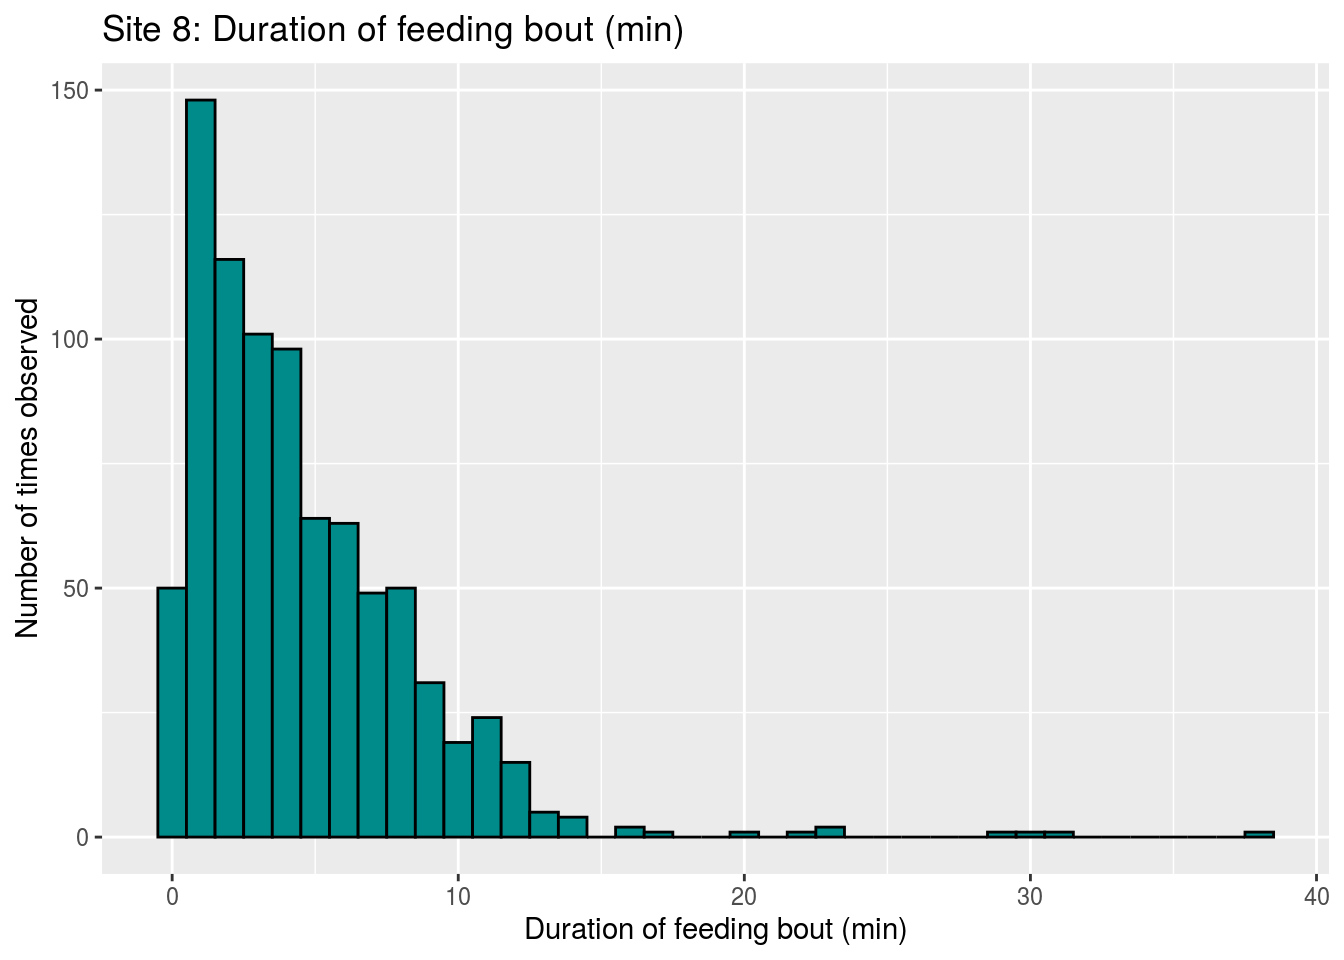 Site 8: Duration of feeding bout (min)
150
100
50
0
Number of times observed
0 10 20 30 40
Duration of feeding bout (min)